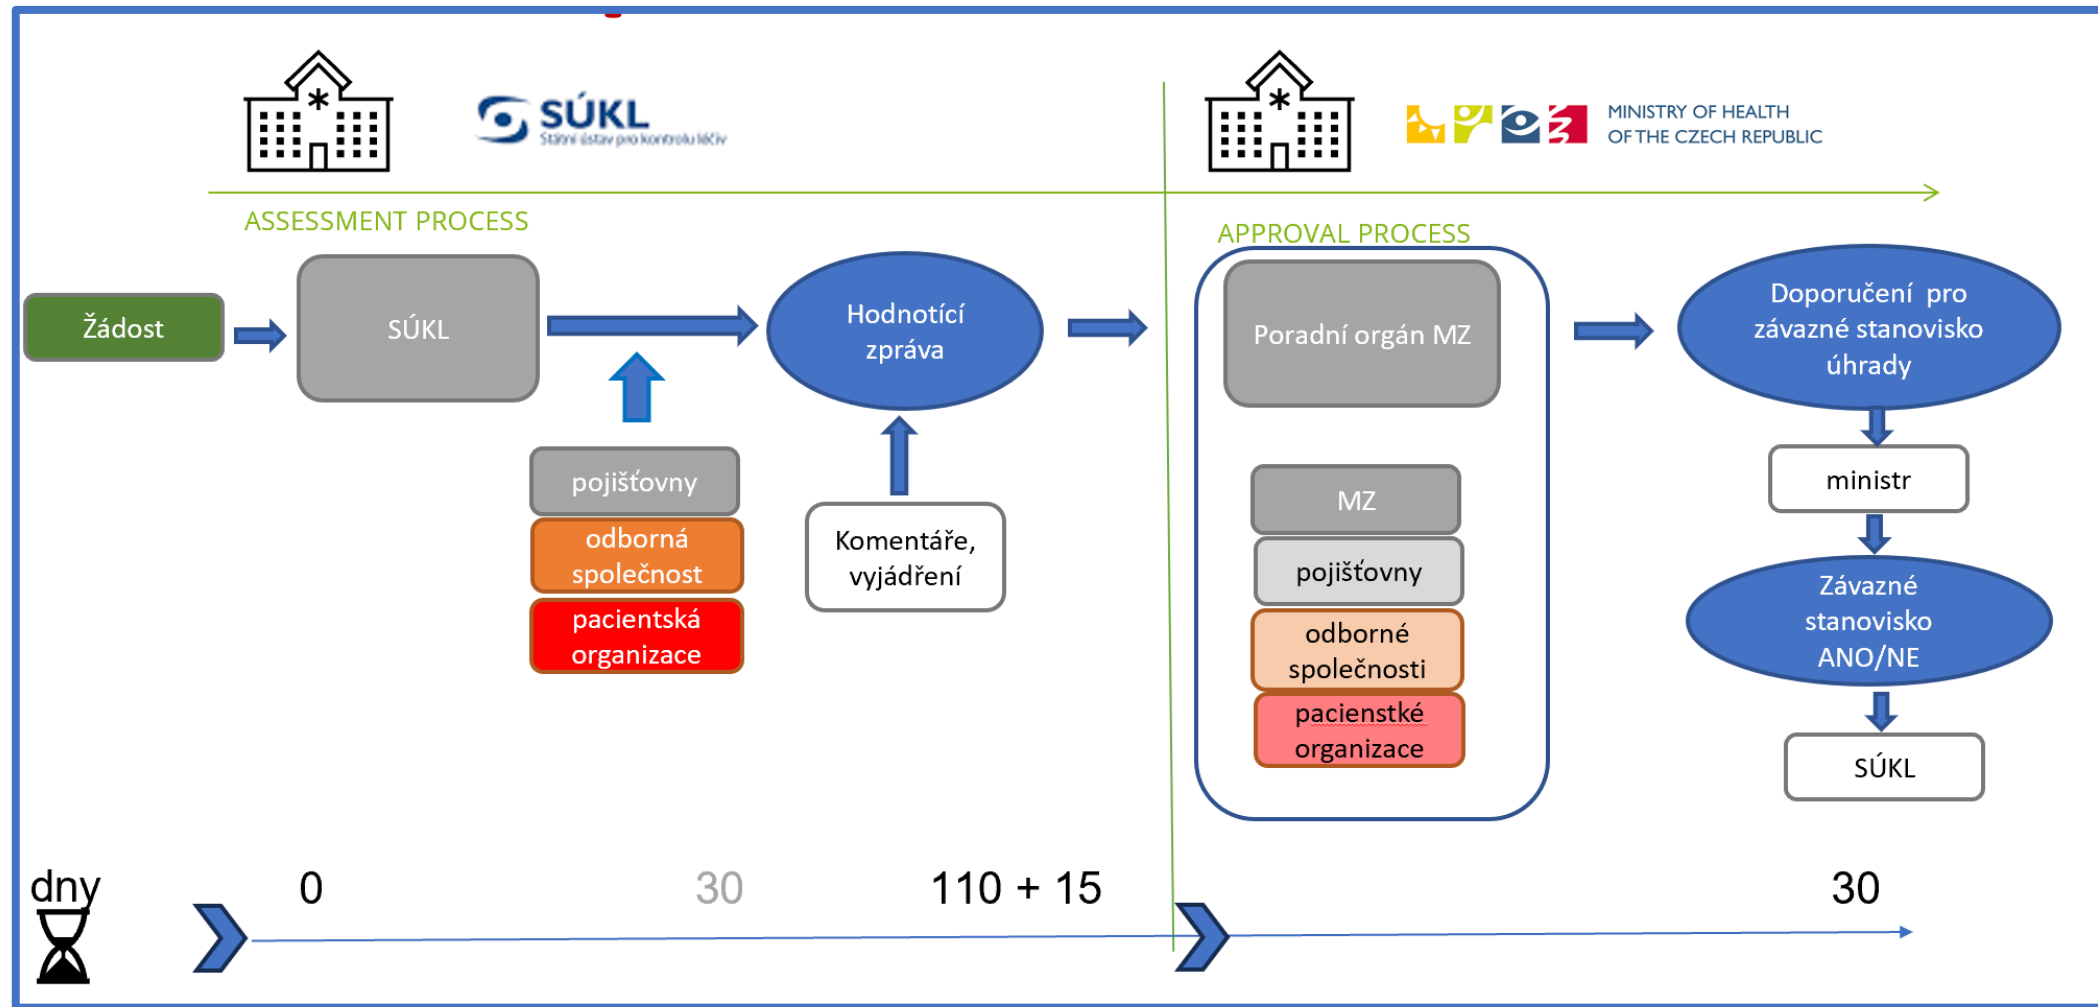 SÚKL
Státní ústav pro kontrolu léčiv
MINISTRY OF HEALTH
OF THE CZECH REPUBLIC
ASSESSMENT PROCESS
APPROVAL PROCESS
Žádost
SÚKL
Hodnotící
zpráva
Poradní orgán MZ
Doporučení pro
závazné stanovisko
úhrady
pojišťovny
odborná
společnost
pacientská
organizace
Komentáře,
vyjádření
MZ
pojišťovny
odborné
společnosti
pacienstké
organizace
ministr
Závazné
stanovisko
ANO/NE
SÚKL
dny
0
30
110 + 15
30